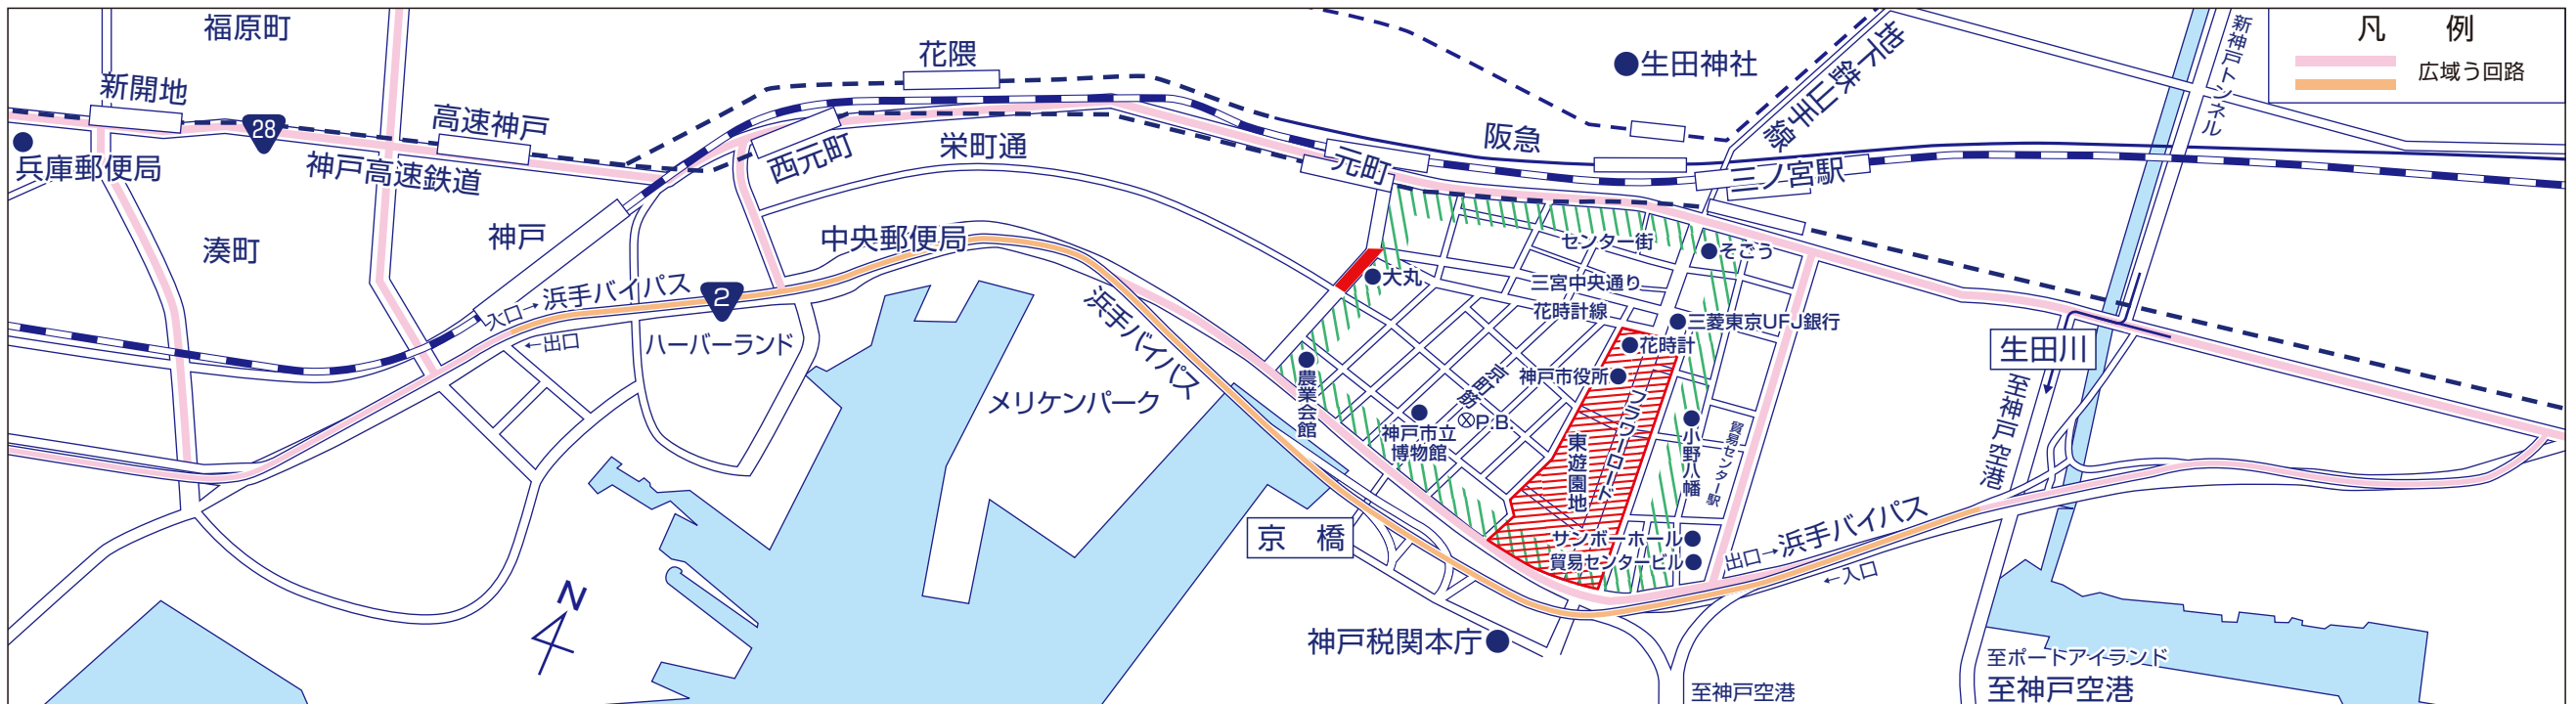 福原町
新開地
28
高速神戸
神戸高速鉄道
兵庫郵便局
湊町
神戸
花隈
西元町
栄町通
中央郵便局
入口→浜手バイパス
2
←出口
ハーバーランド
メリケンパーク
浜手バイパス
元町
阪急
生田神社
地下鉄山手線
三ノ宮駅
新神戸トンネル
凡 例
広域う回路
センター街
そごう
大丸
三宮中央通り
花時計線
三菱東京UFJ銀行
花時計
神戸市役所
京町筋
P.B.
農業会館
神戸市立
博物館
フラワーロード
東遊園地
小野八幡
貿易センター駅
サンボーホール
貿易センタービル
京 橋
神戸税関本庁
出口→浜手バイパス
←入口
生田川
至神戸空港
至神戸空港
至ポートアイランド
至神戸空港
N